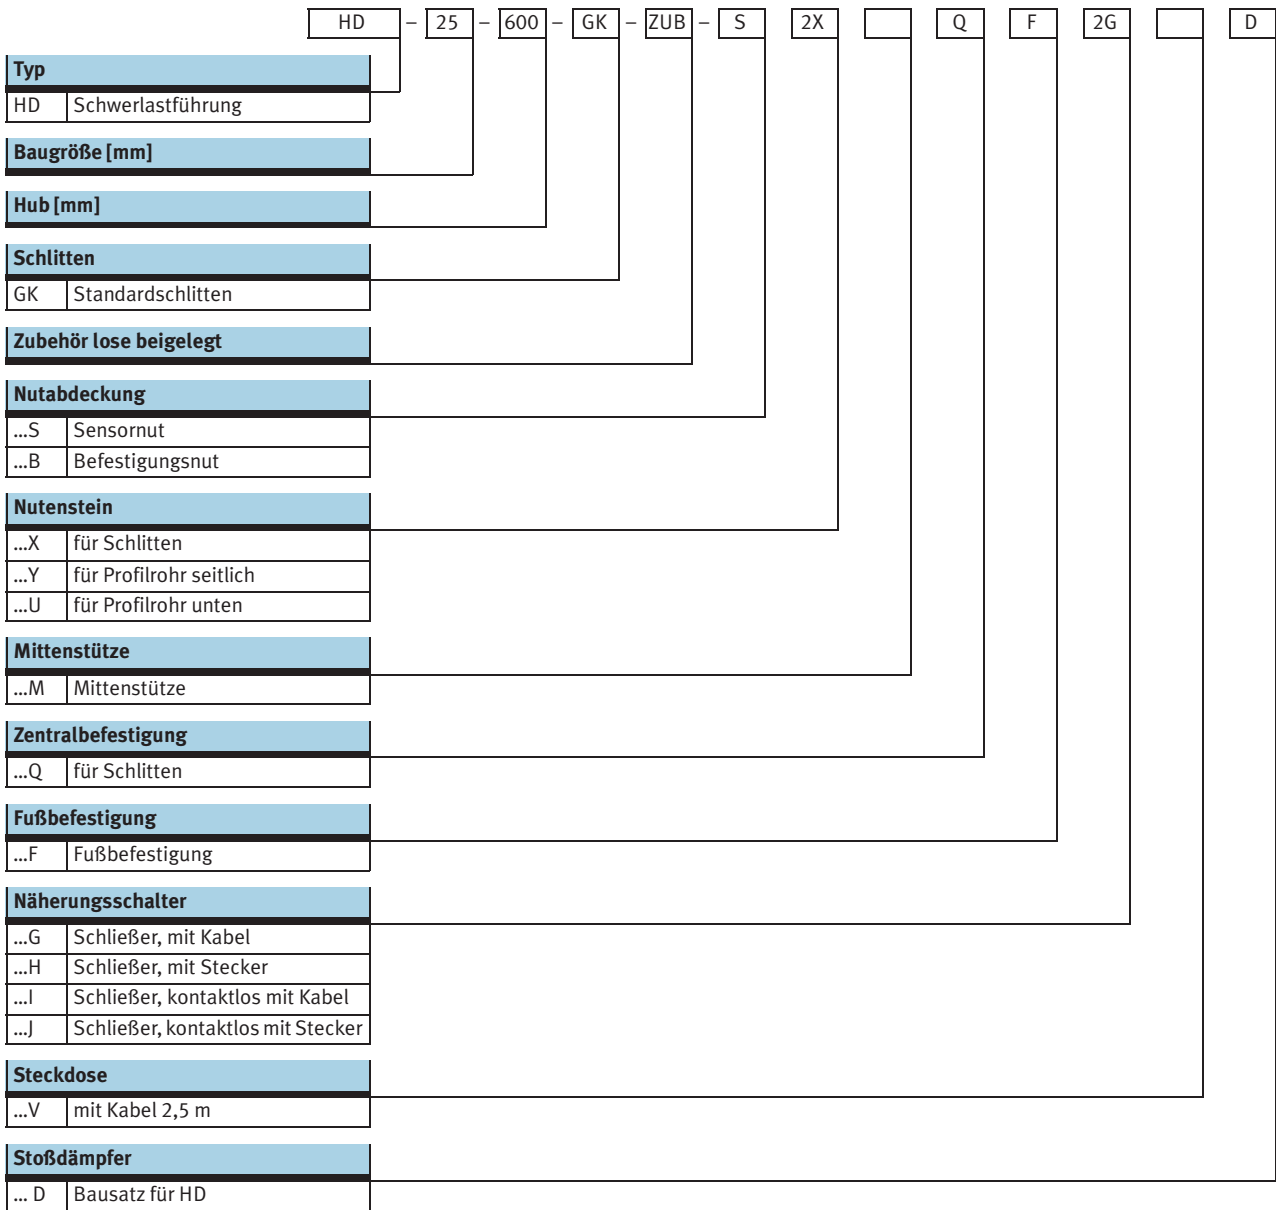 HD – 25 – 600 – GK – ZUB – S 2X Q F 2G D
Typ
HD Schwerlastführung
Baugröße [mm]
Hub [mm]
Schlitten
GK Standardschlitten
Zubehör lose beigelegt
Nutabdeckung
...S Sensornut
...B Befestigungsnut
Nutenstein
...X für Schlitten
...Y für Profilrohr seitlich
...U für Profilrohr unten
Mittenstütze
...M Mittenstütze
Zentralbefestigung
...Q für Schlitten
Fußbefestigung
...F Fußbefestigung
Näherungsschalter
...G Schließer, mit Kabel
...H Schließer, mit Stecker
...I Schließer, kontaktlos mit Kabel
...J Schließer, kontaktlos mit Stecker
Steckdose
...V mit Kabel 2,5 m
Stoßdämpfer
... D Bausatz für HD